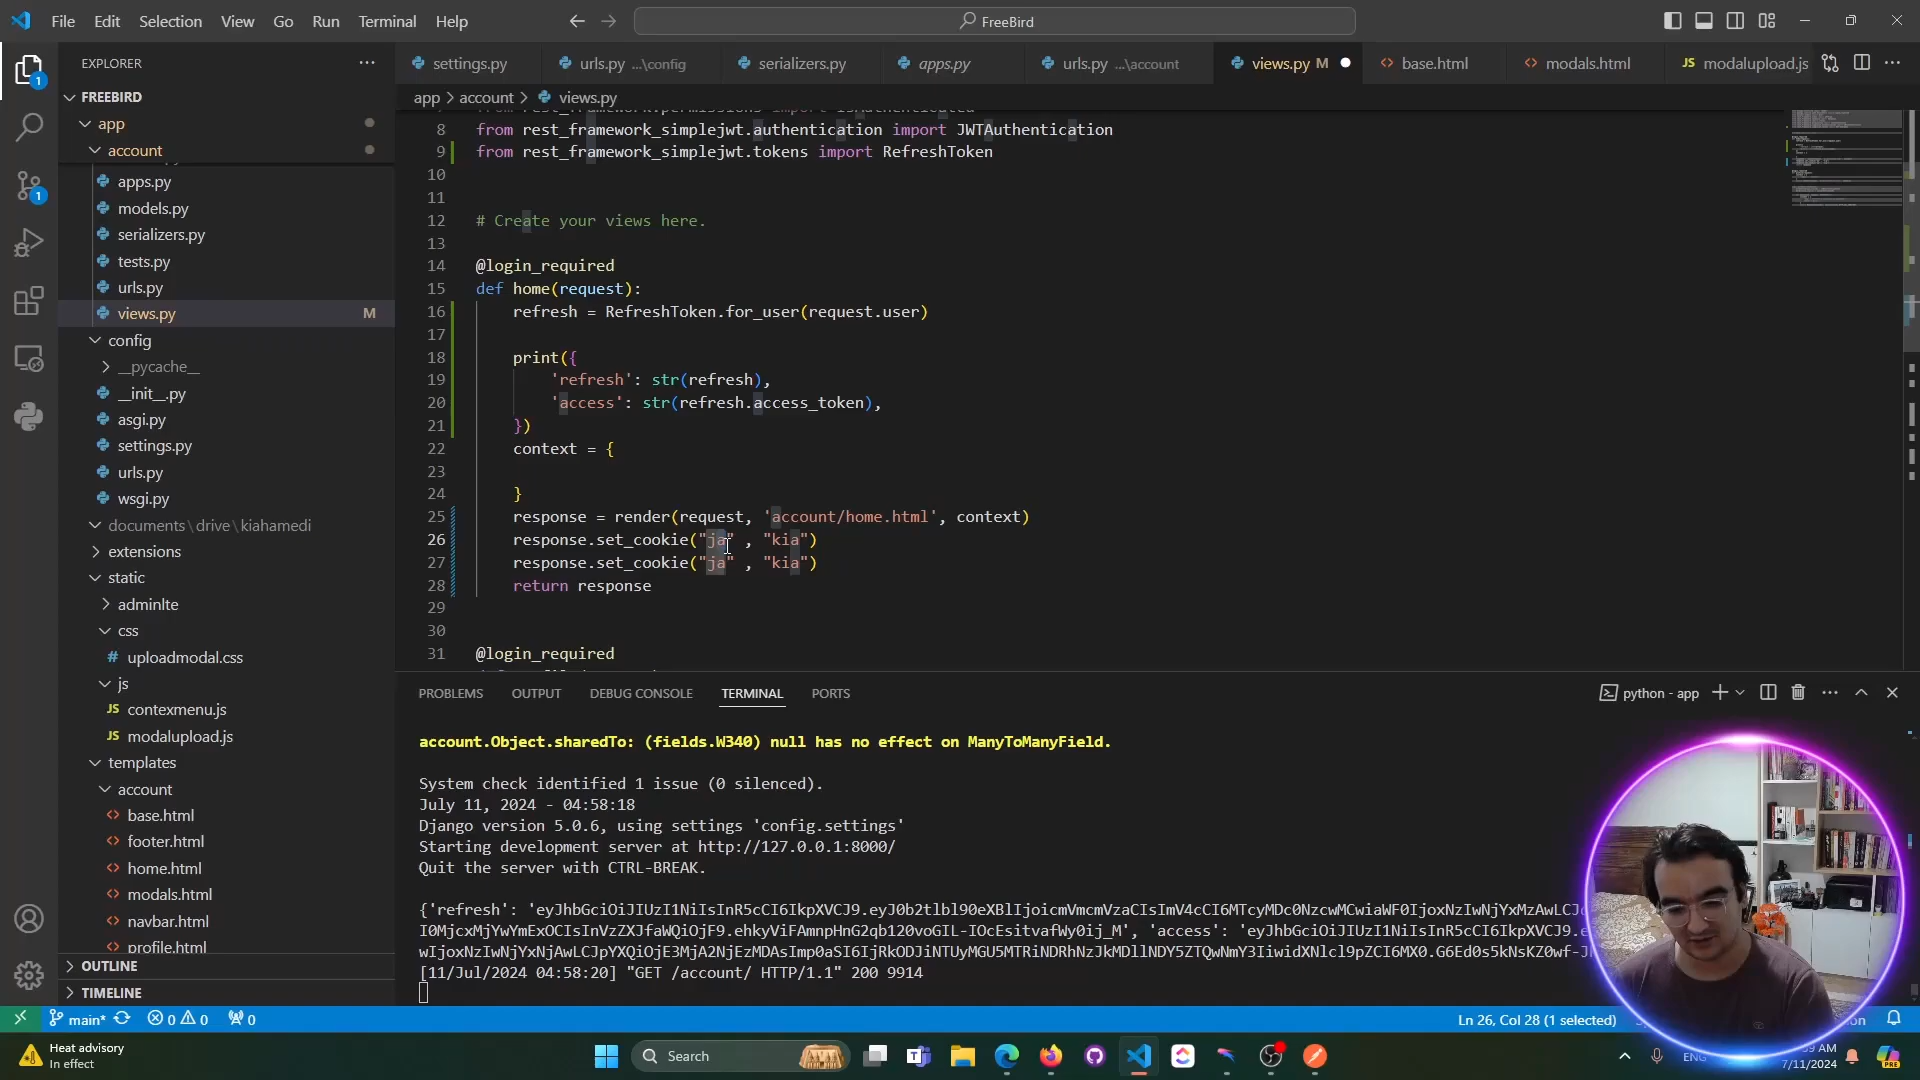 File Edit Selection View Go Run Terminal Help
FreeBird
EXPLORER
settings.py
urls.py ...\config
serializers.py
apps.py
urls.py ...\account
views.py M
base.html
modals.html
modalupload.js
FREEBIRD
app
account
apps.py
models.py
serializers.py
tests.py
urls.py
views.py M
config
__pycache__
__init__.py
asgi.py
settings.py
urls.py
wsgi.py
documents\drive\kiahamedi
extensions
static
adminlte
css
uploadmodal.css
js
contexmenu.js
modalupload.js
templates
account
base.html
footer.html
home.html
modals.html
navbar.html
profile.html
OUTLINE
TIMELINE
app > account > views.py
8 from rest_framework_simplejwt.authentication import JWTAuthentication
9 from rest_framework_simplejwt.tokens import RefreshToken
10
11
12 # Create your views here.
13
14 @login_required
15 def home(request):
16 refresh = RefreshToken.for_user(request.user)
17
18 print({
19 'refresh': str(refresh),
20 'access': str(refresh.access_token),
21 })
22 context = {
23
24 }
25 response = render(request, 'account/home.html', context)
26 response.set_cookie("ja" , "kia")
27 response.set_cookie("ja" , "kia")
28 return response
29
30
31 @login_required
PROBLEMS OUTPUT DEBUG CONSOLE TERMINAL PORTS
python - app
account.Object.sharedTo: (fields.W340) null has no effect on ManyToManyField.
System check identified 1 issue (0 silenced).
July 11, 2024 - 04:58:18
Django version 5.0.6, using settings 'config.settings'
Starting development server at http://127.0.0.1:8000/
Quit the server with CTRL-BREAK.
{'refresh':
'access':
[11/Jul/2024 04:58:20] "GET /account/ HTTP/1.1" 200 9914
main* 0 0 0
Ln 26, Col 28 (1 selected)
Heat advisory
In effect
Search
ENG
AM
7/11/2024